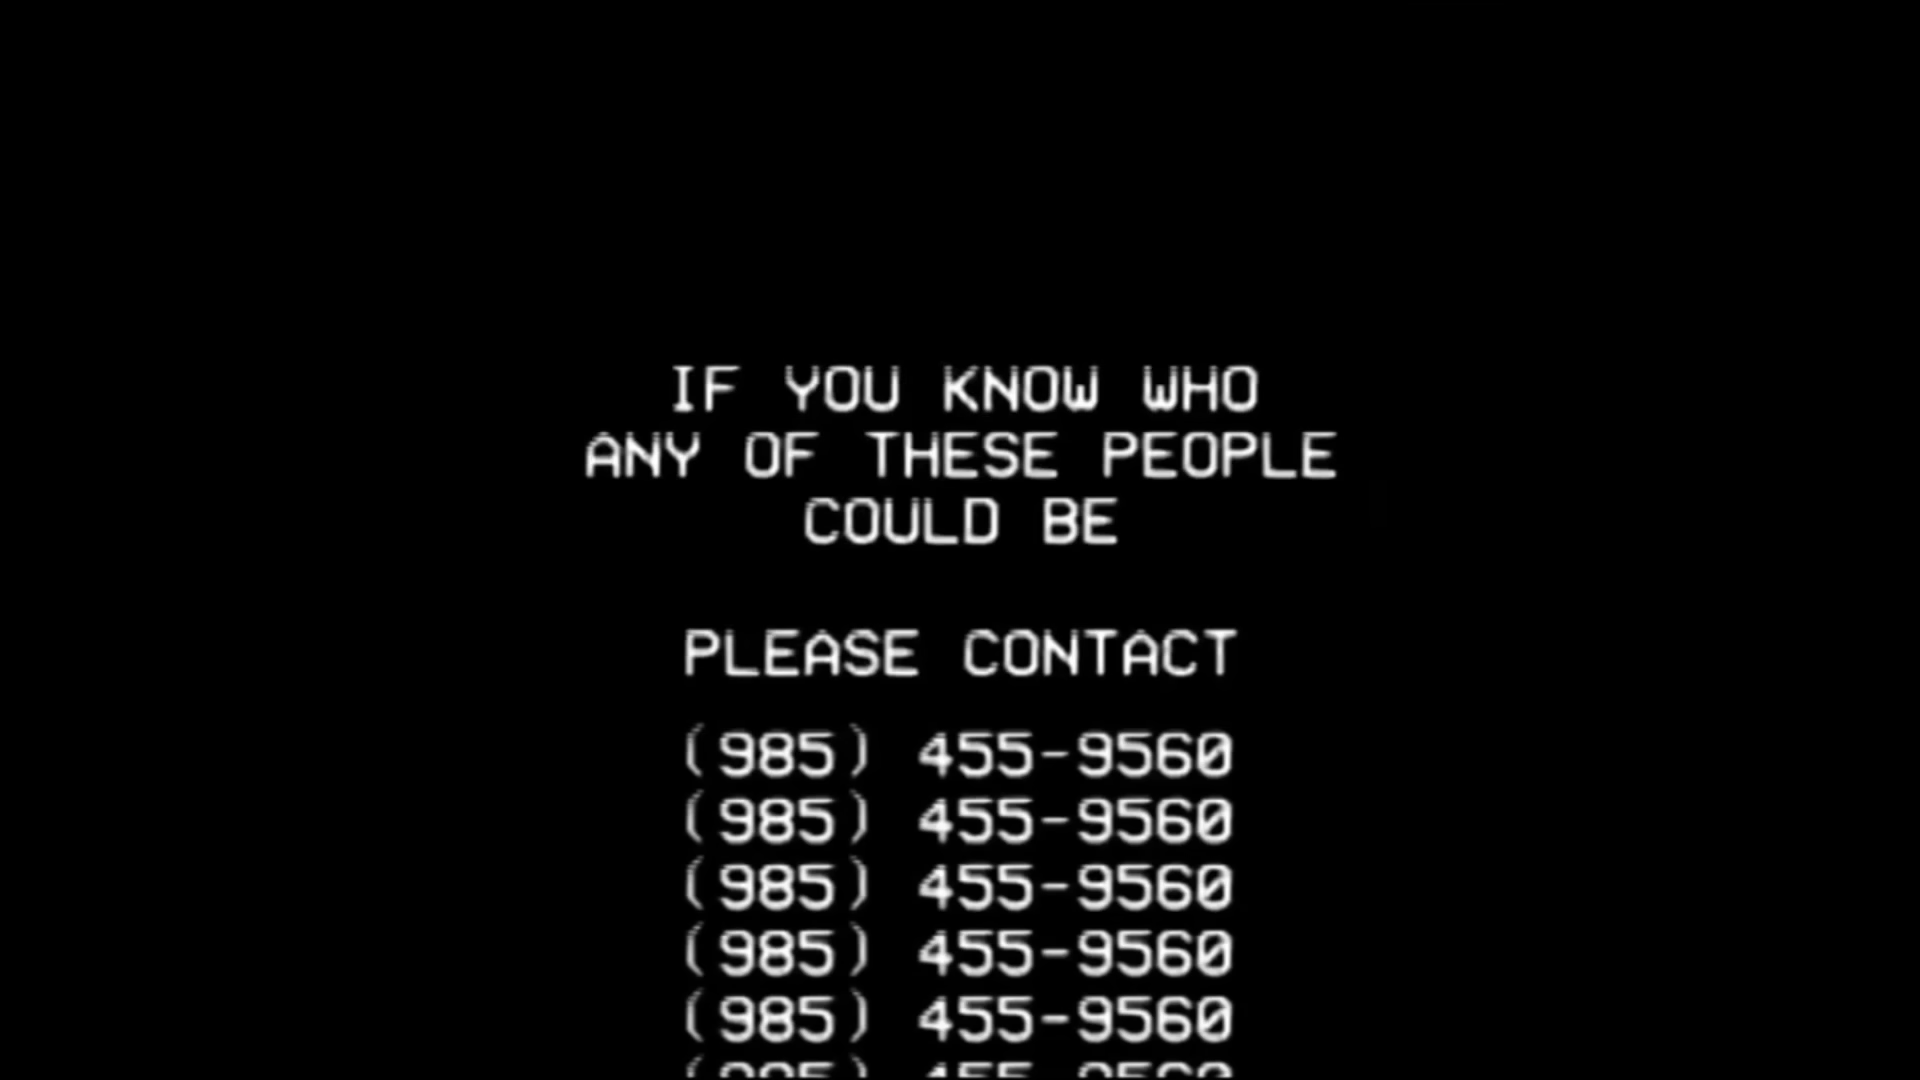 IF YOU KNOW WHO
ANY OF THESE PEOPLE
COULD BE
PLEASE CONTACT
(985) 455-9560
(985) 455-9560
(985) 455-9560
(985) 455-9560
(985) 455-9560